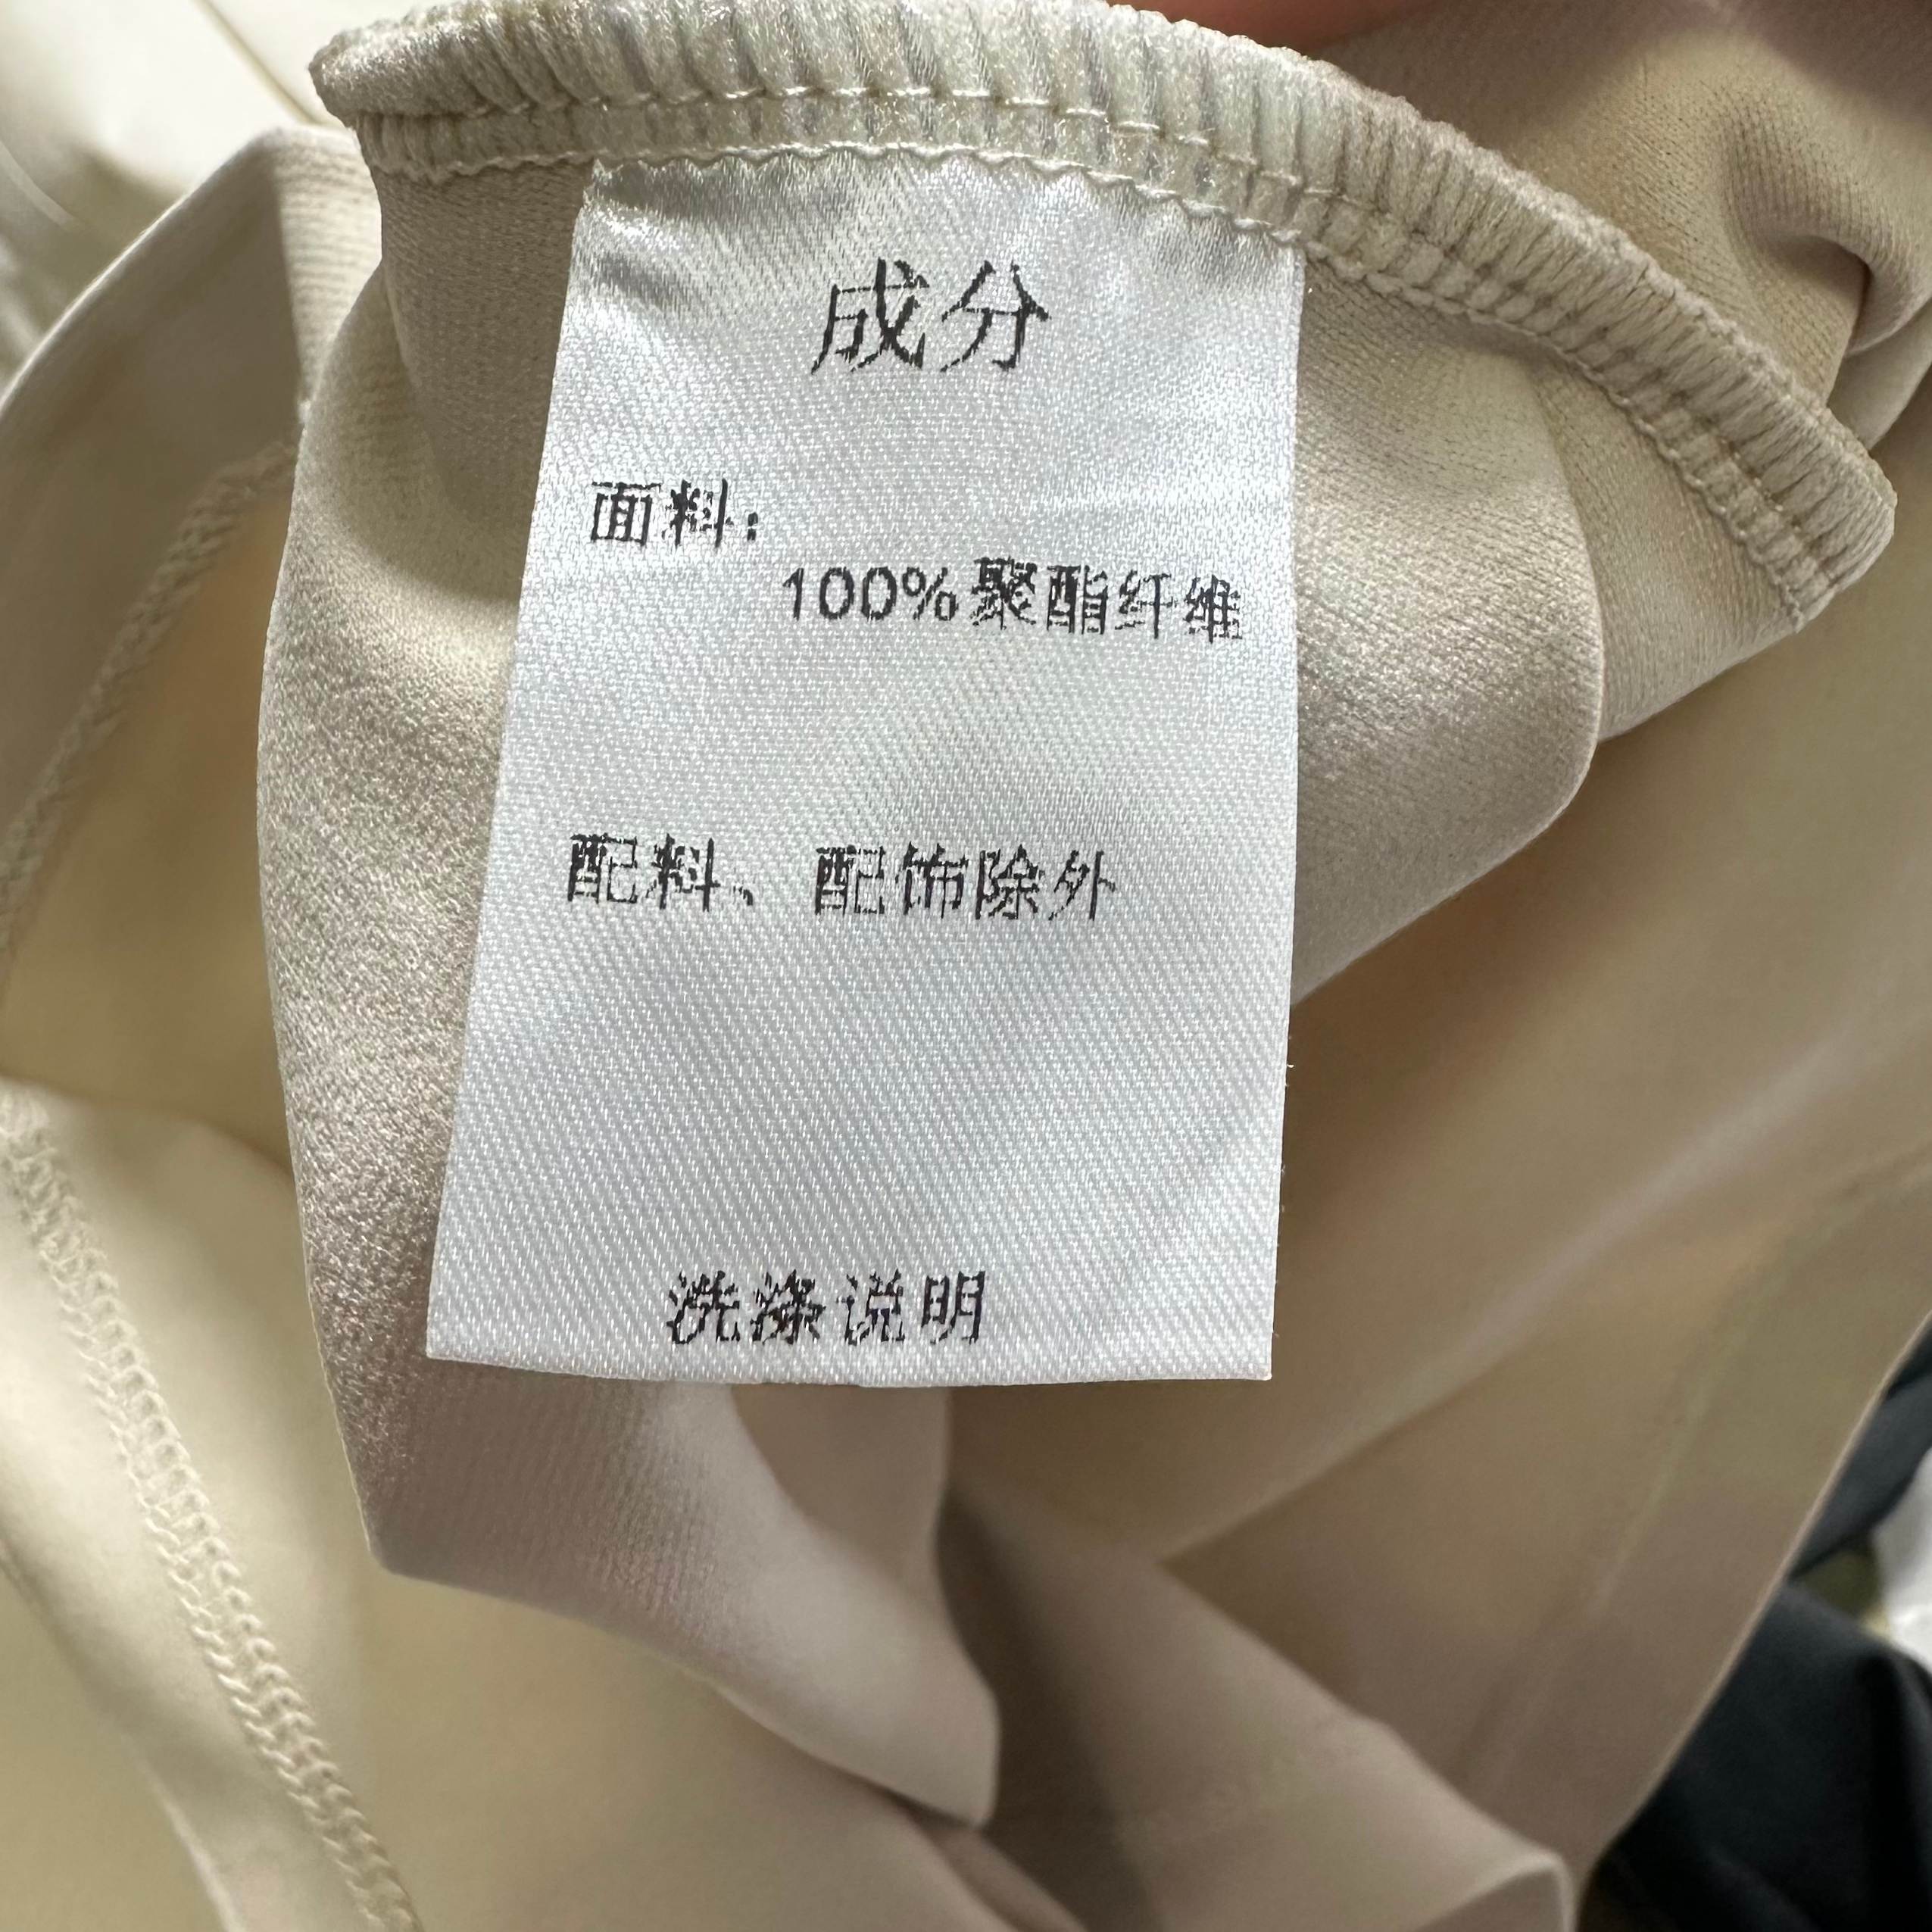 成分
面料：
100%聚酯纤维
配料、配饰除外
洗涤说明